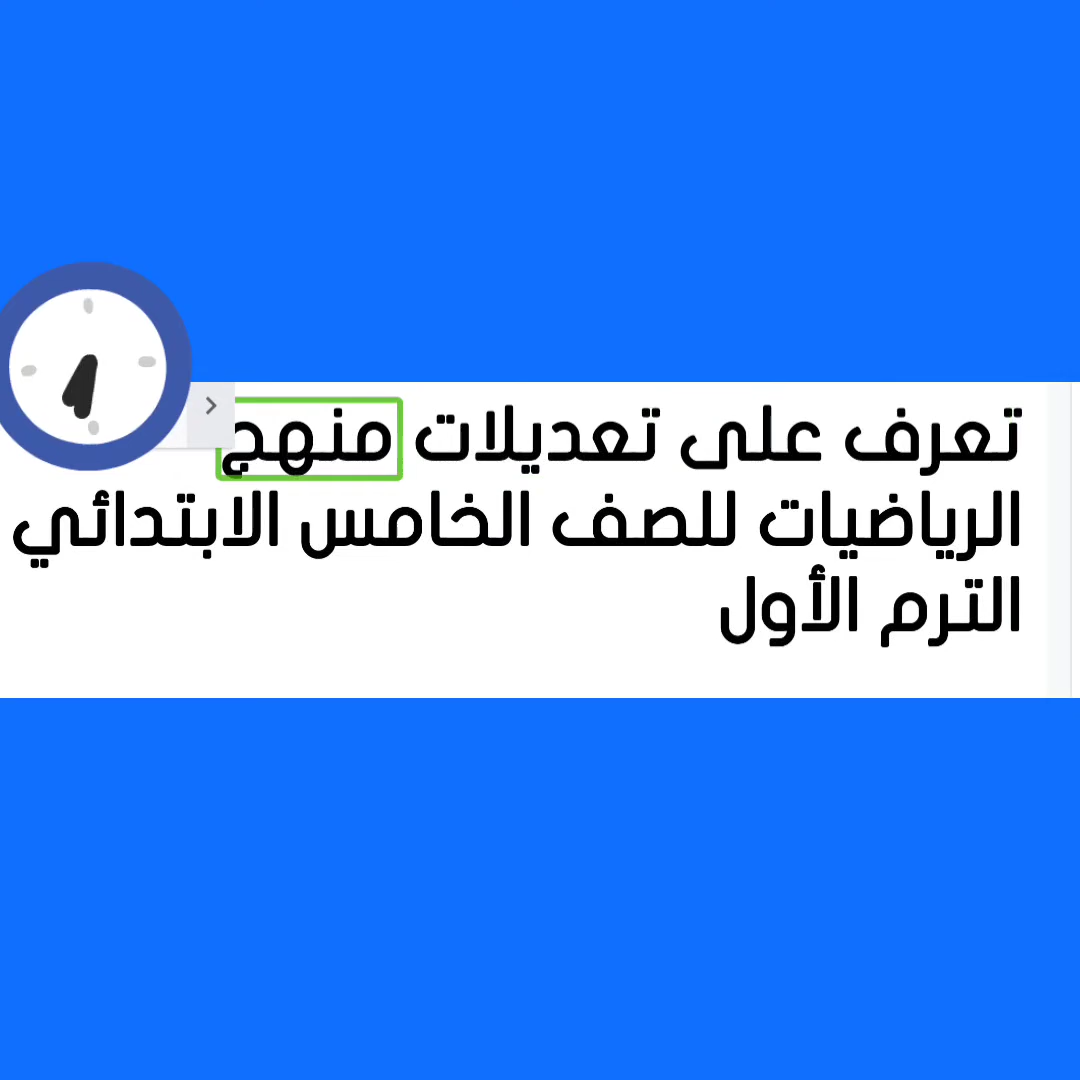 تعرف على تعديلات منهج
الرياضيات للصف الخامس الابتدائي
الترم الأول